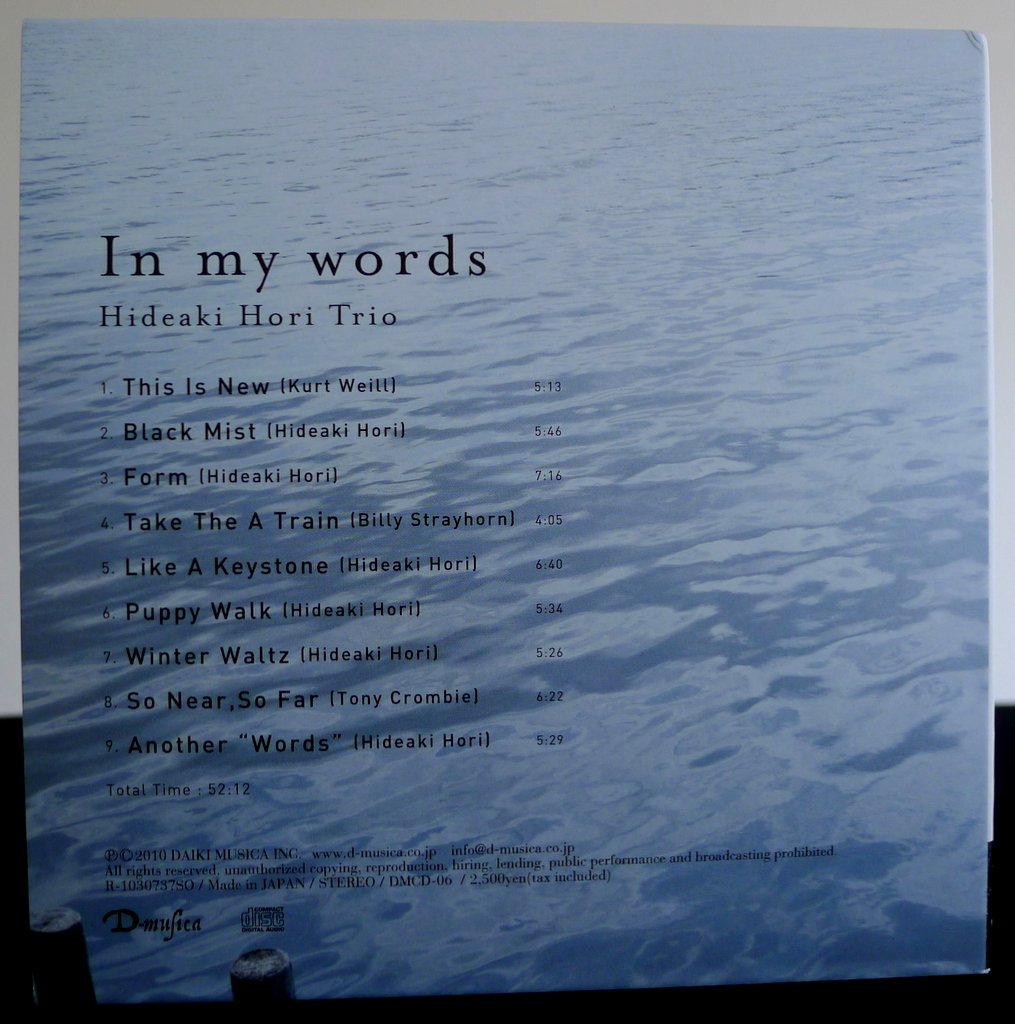 In my words
Hideaki Hori Trio
1. This Is New (Kurt Weill) 5:13
2. Black Mist (Hideaki Hori) 5:46
3. Form (Hideaki Hori) 7:16
4. Take The A Train (Billy Strayhorn) 4:05
5. Like A Keystone (Hideaki Hori) 6:40
6. Puppy Walk (Hideaki Hori) 5:34
7. Winter Waltz (Hideaki Hori) 5:26
8. So Near,So Far (Tony Crombie) 6:22
9. Another “Words” (Hideaki Hori) 5:29
Total Time : 52:12
℗©2010 DAIKI MUSICA INC. www.d-musica.co.jp info@d-musica.co.jp
All rights reserved, unauthorized copying, reproduction, hiring, lending, public performance and broadcasting prohibited.
R-1030737SO / Made in JAPAN / STEREO / DMCD-06 / 2,500yen(tax included)
D-musica
COMPACT
disc
DIGITAL AUDIO